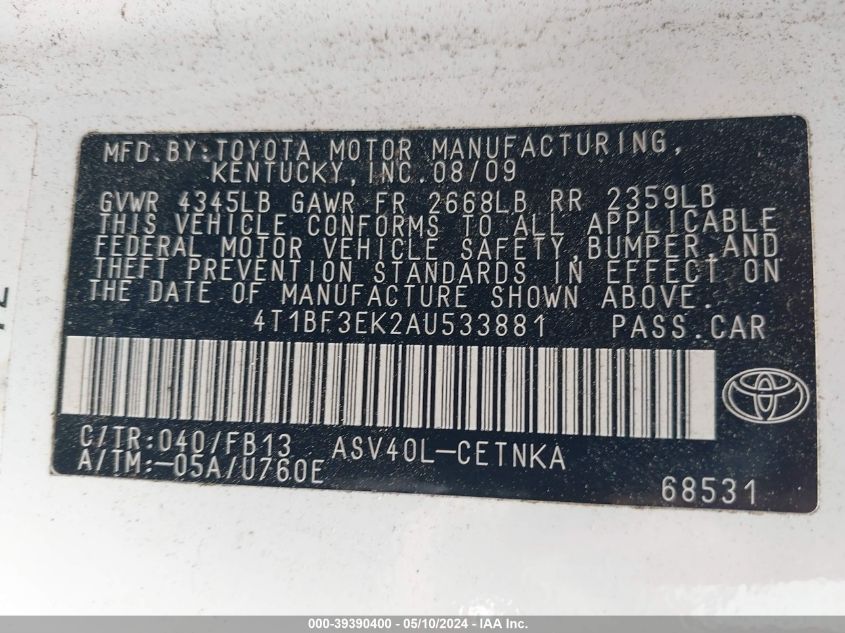 MFD.BY:TOYOTA MOTOR MANUFACTURING,
KENTUCKY,INC.08/09
GVWR 4345LB GAWR FR 2668LB RR 2359LB
THIS VEHICLE CONFORMS TO ALL APPLICABLE
FEDERAL MOTOR VEHICLE SAFETY,BUMPER,AND
THEFT PREVENTION STANDARDS IN EFFECT ON
THE DATE OF MANUFACTURE SHOWN ABOVE.
4T1BF3EK2AU533881 PASS.CAR
C/TR:040/FB13 ASV40L-CETNKA
A/TM:-05A/U760E
68531
000-39390400 - 05/10/2024 - IAA Inc.